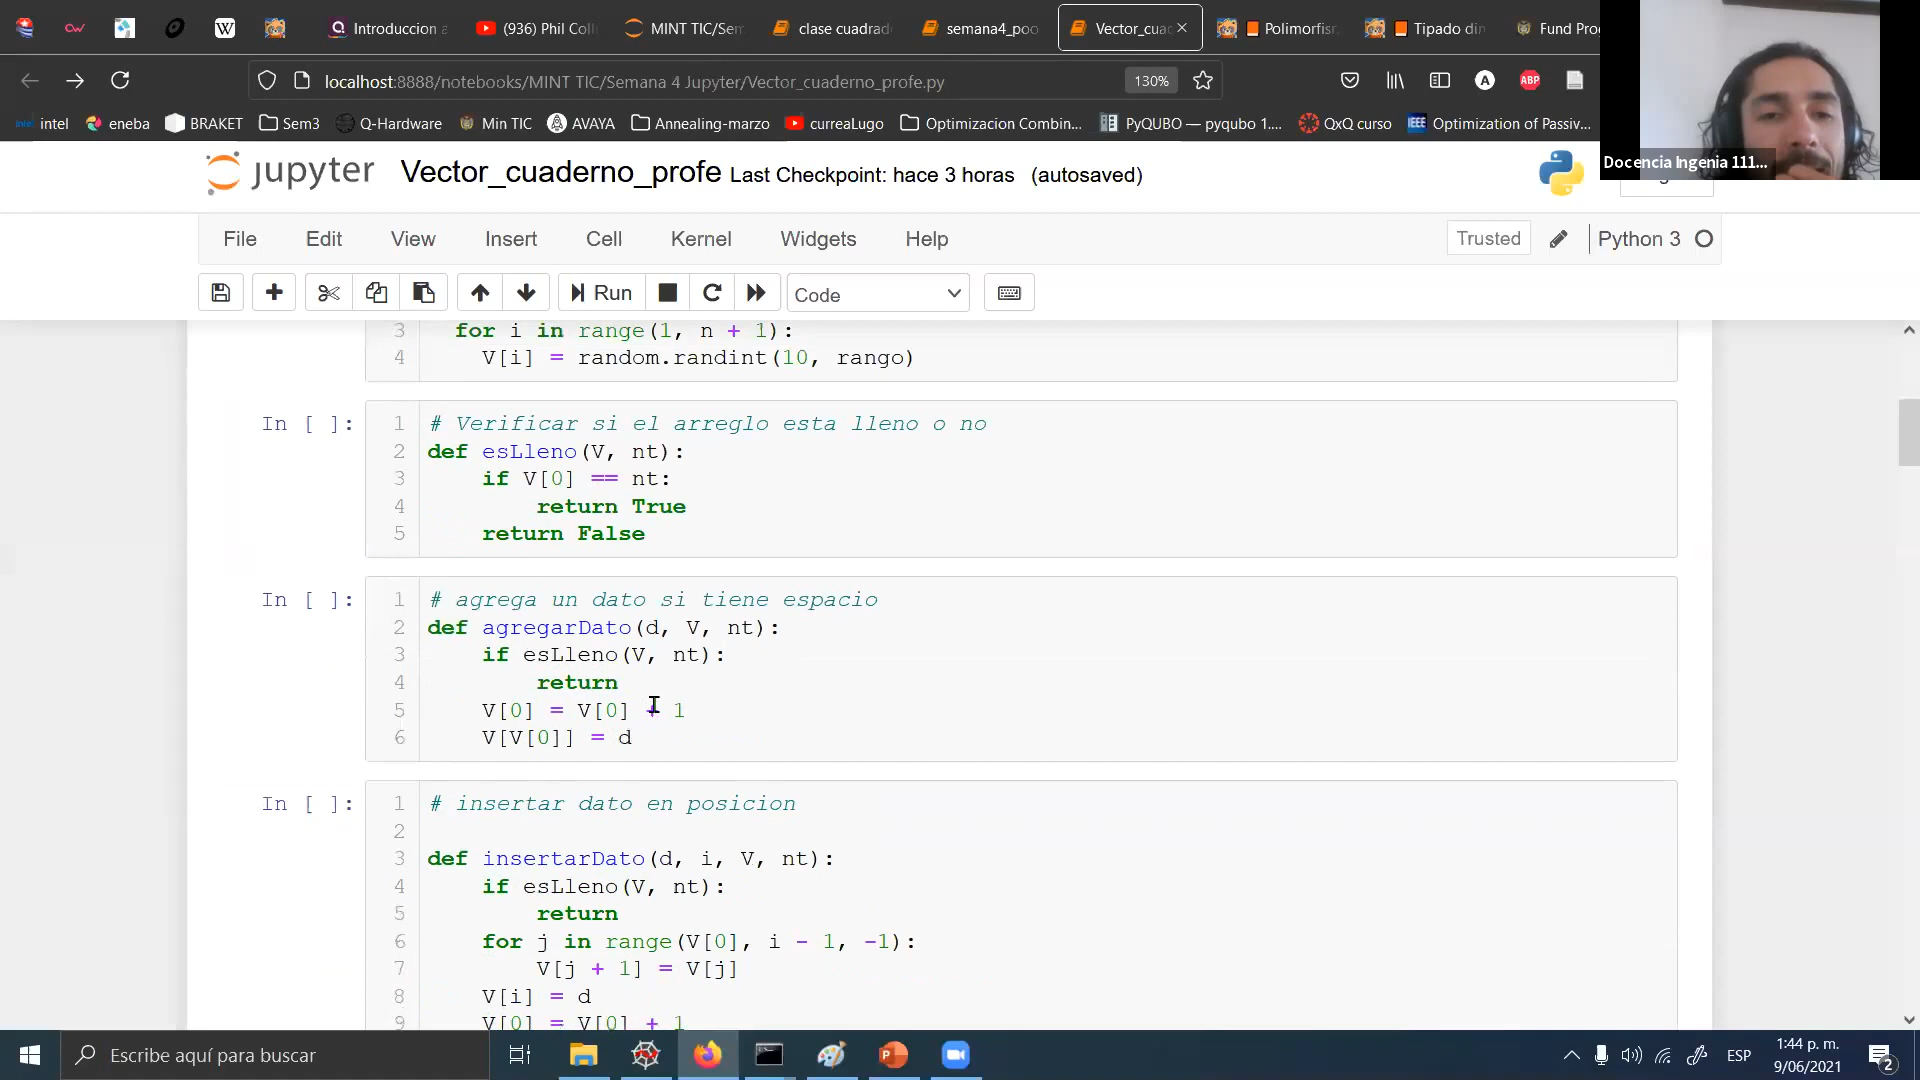 Introduccion a
(936) Phil Coll
MINT TIC/Sem
clase cuadrad
semana4_poo
Vector_cuad
Polimorfis
Tipado din
Fund Pro
localhost:8888/notebooks/MINT TIC/Semana 4 Jupyter/Vector_cuaderno_profe.py
130%
intel
eneba
BRAKET
Sem3
Q-Hardware
Min TIC
AVAYA
Annealing-marzo
curreaLugo
Optimizacion Combin...
PyQUBO — pyqubo 1....
QxQ curso
Optimization of Passiv...
Docencia Ingenia 111...
jupyter
Vector_cuaderno_profe Last Checkpoint: hace 3 horas (autosaved)
File Edit View Insert Cell Kernel Widgets Help
Trusted
Python 3
Run
Code
3 for i in range(1, n + 1):
4 V[i] = random.randint(10, rango)
In [ ]:
1 # Verificar si el arreglo esta lleno o no
2 def esLleno(V, nt):
3 if V[0] == nt:
4 return True
5 return False
In [ ]:
1 # agrega un dato si tiene espacio
2 def agregarDato(d, V, nt):
3 if esLleno(V, nt):
4 return
5 V[0] = V[0] + 1
6 V[V[0]] = d
In [ ]:
1 # insertar dato en posicion
2
3 def insertarDato(d, i, V, nt):
4 if esLleno(V, nt):
5 return
6 for j in range(V[0], i - 1, -1):
7 V[j + 1] = V[j]
8 V[i] = d
9 V[0] = V[0] + 1
Escribe aquí para buscar
ESP
1:44 p. m.
9/06/2021
2